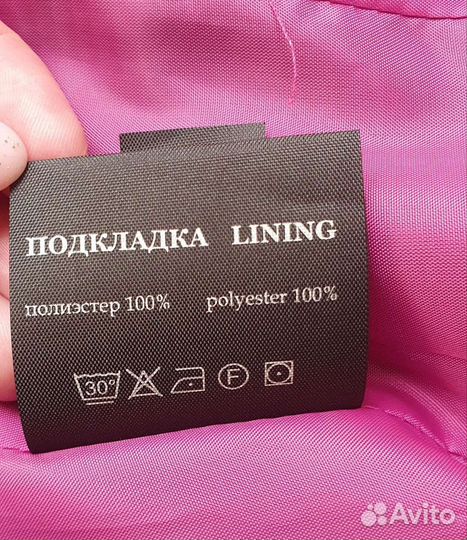 ПОДКЛАДКА LINING
полиэстер 100% polyester 100%
30° F
Avito